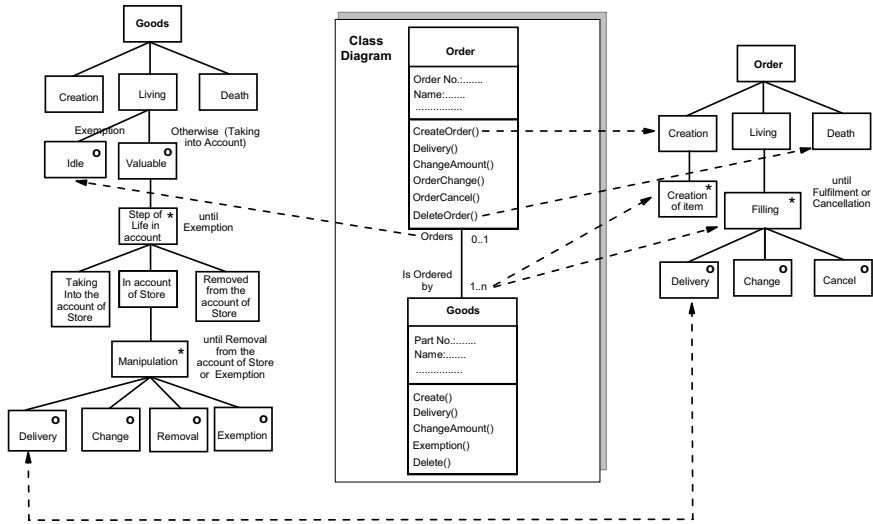 Goods
Creation
Living
Death
Exemption
Otherwise (Taking
into Account)
Idle
O
Valuable
O
Step of
Life in
account
*
until
Exemption
Taking
Into the
account of
Store
In account
of Store
Removed
from the
account of
Store
Manipulation
*
until Removal
from the
account of Store
or Exemption
Delivery
O
Change
O
Removal
O
Exemption
O
Class
Diagram
Order
Order No.:.......
Name:.......
................
CreateOrder()
Delivery()
ChangeAmount()
OrderChange()
OrderCancel()
DeleteOrder()
Orders
0..1
Is Ordered
by
1..n
Goods
Part No.:.......
Name:.......
................
Create()
Delivery()
ChangeAmount()
Exemption()
Delete()
Order
Creation
Living
Death
Creation
of item
*
Filling
*
until
Fulfilment or
Cancellation
Delivery
O
Change
O
Cancel
O